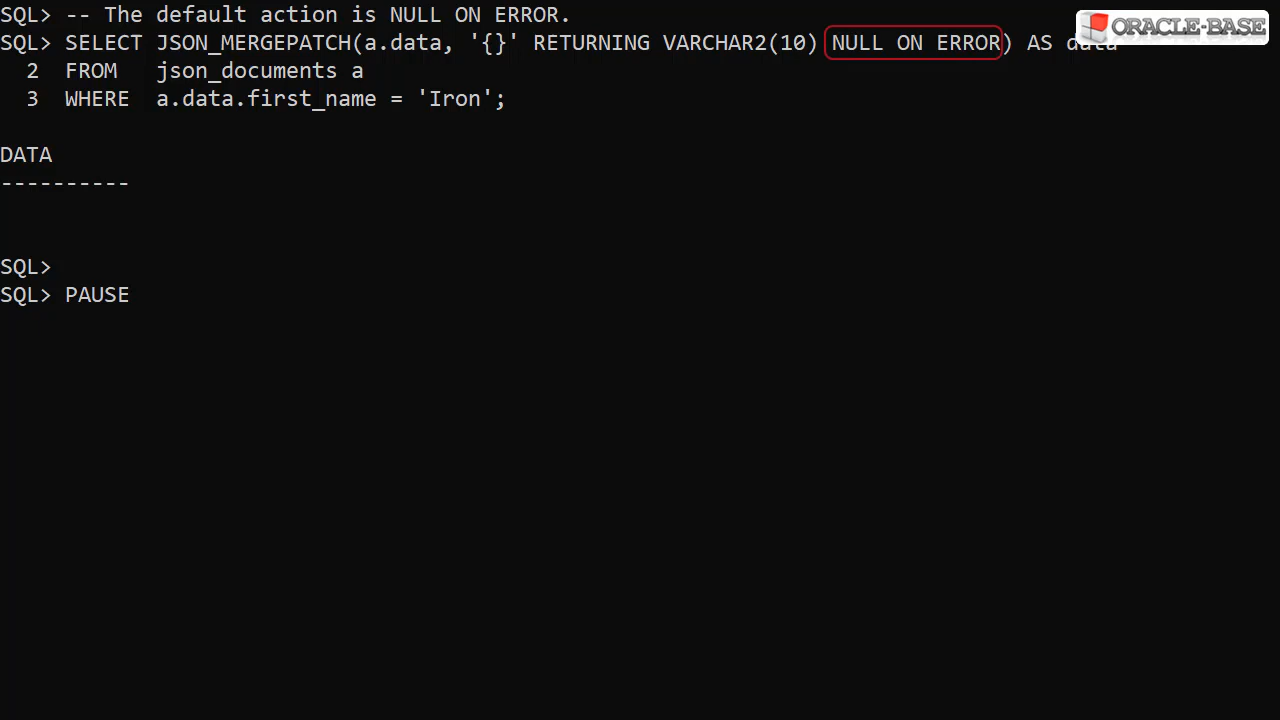 SQL> -- The default action is NULL ON ERROR.
SQL> SELECT JSON_MERGEPATCH(a.data, '{}' RETURNING VARCHAR2(10) NULL ON ERROR) AS data
  2  FROM   json_documents a
  3  WHERE  a.data.first_name = 'Iron';
DATA
----------
SQL>
SQL> PAUSE
ORACLE-BASE